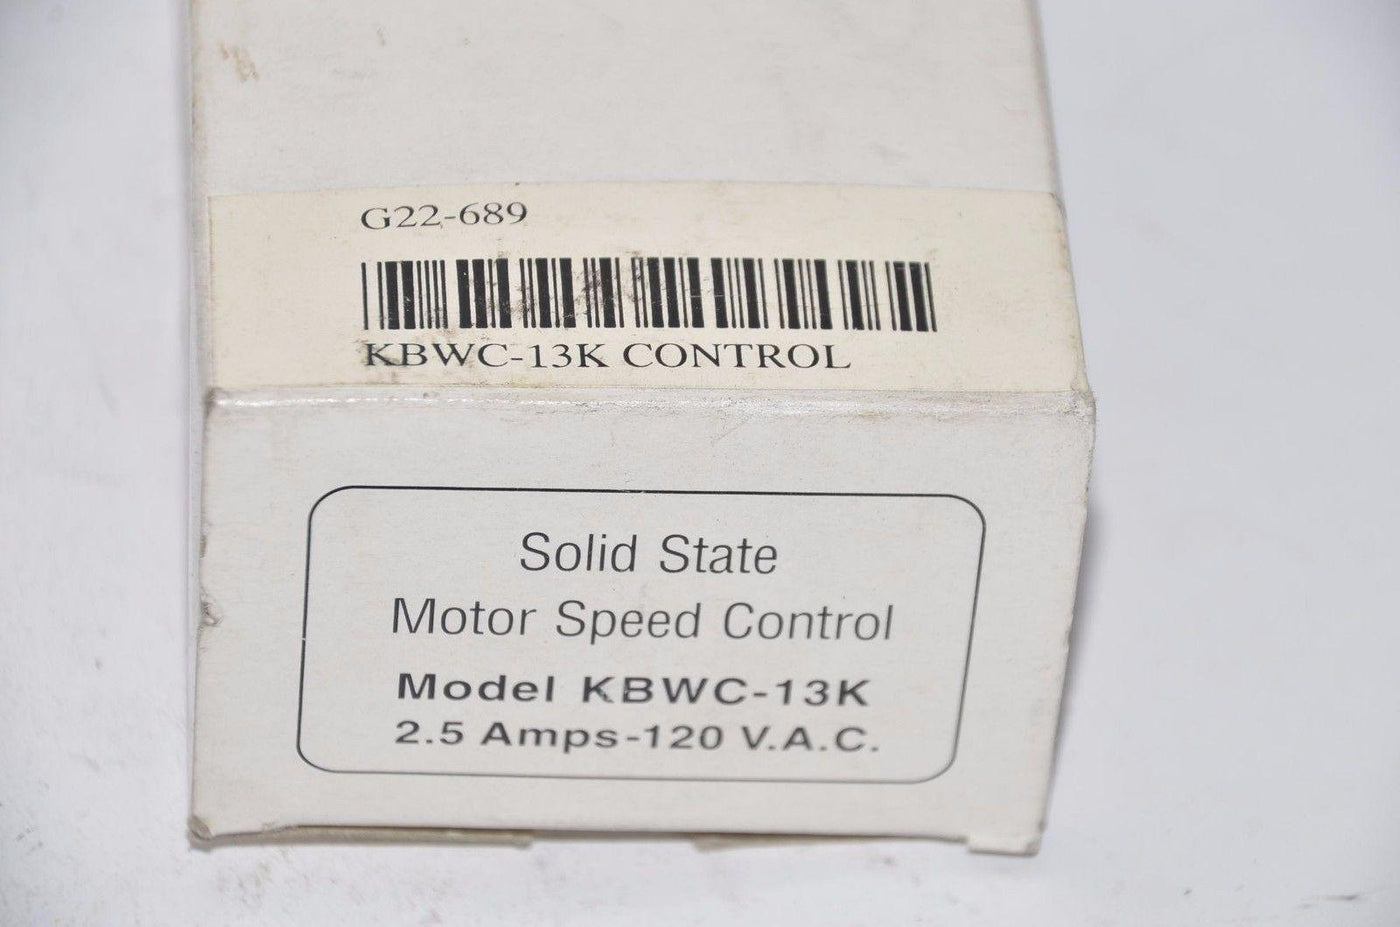 G22-689
KBWC-13K CONTROL
Solid State
Motor Speed Control
Model KBWC-13K
2.5 Amps-120 V.A.C.